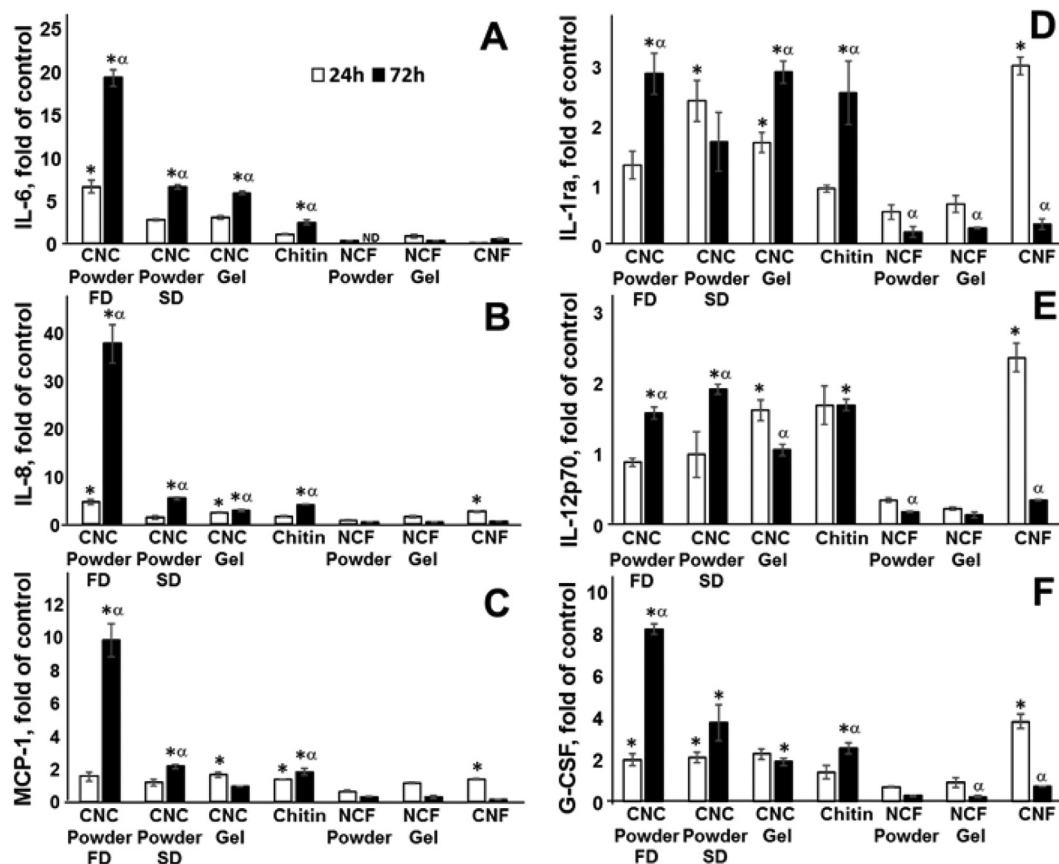 A
IL-6, fold of control
25
20
15
10
5
0
24h 72h
*
*α
*α
*α
*α
ND
CNC CNC CNC Chitin NCF NCF CNF
Powder Powder Gel Powder Gel
FD SD
B
IL-8, fold of control
40
30
20
10
0
*
*α
*α
*
*α
*α
*
CNC CNC CNC Chitin NCF NCF CNF
Powder Powder Gel Powder Gel
FD SD
C
MCP-1, fold of control
12
10
8
6
4
2
0
*α
*α
*
*
*α
*
CNC CNC CNC Chitin NCF NCF CNF
Powder Powder Gel Powder Gel
FD SD
D
IL-1ra, fold of control
3
2
1
0
*α
*
*
*α
*α
α
α
*
α
CNC CNC CNC Chitin NCF NCF CNF
Powder Powder Gel Powder Gel
FD SD
E
IL-12p70, fold of control
3
2
1
0
*α
*α
*
α
*
α
*
α
CNC CNC CNC Chitin NCF NCF CNF
Powder Powder Gel Powder Gel
FD SD
F
G-CSF, fold of control
10
8
6
4
2
0
*
*α
*
*
*
*α
α
*
α
CNC CNC CNC Chitin NCF NCF CNF
Powder Powder Gel Powder Gel
FD SD